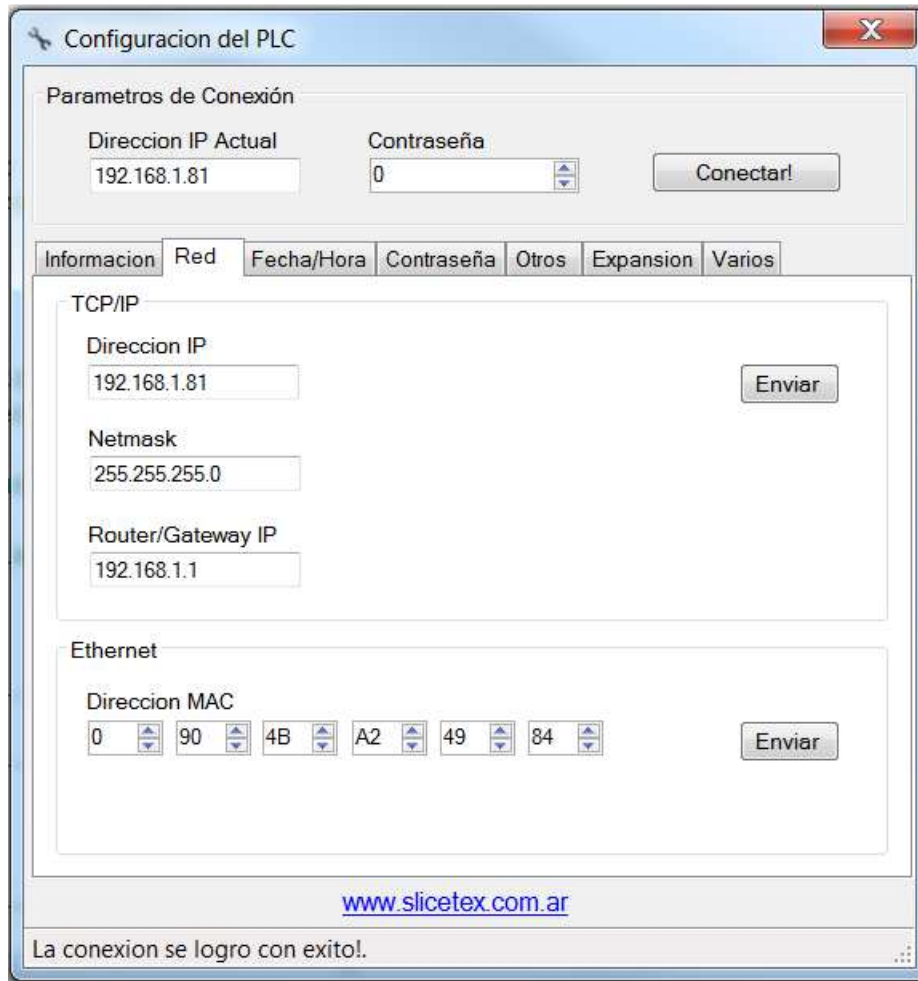 Configuracion del PLC
X
Parametros de Conexión
Direccion IP Actual Contraseña
192.168.1.81 0 Conectar!
Informacion Red Fecha/Hora Contraseña Otros Expansion Varios
TCP/IP
Direccion IP
192.168.1.81 Enviar
Netmask
255.255.255.0
Router/Gateway IP
192.168.1.1
Ethernet
Direccion MAC
0 90 4B A2 49 84 Enviar
www.slicetex.com.ar
La conexion se logro con exito!.